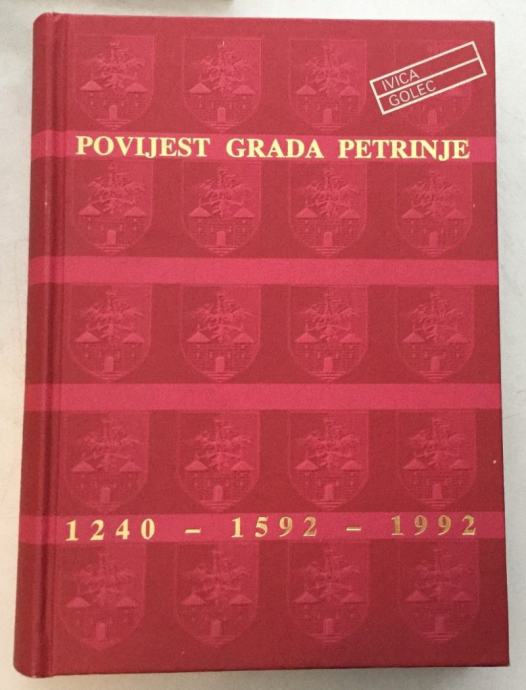 IVICA
GOLEC
POVIJEST GRADA PETRINJE
1240 – 1592 – 1992